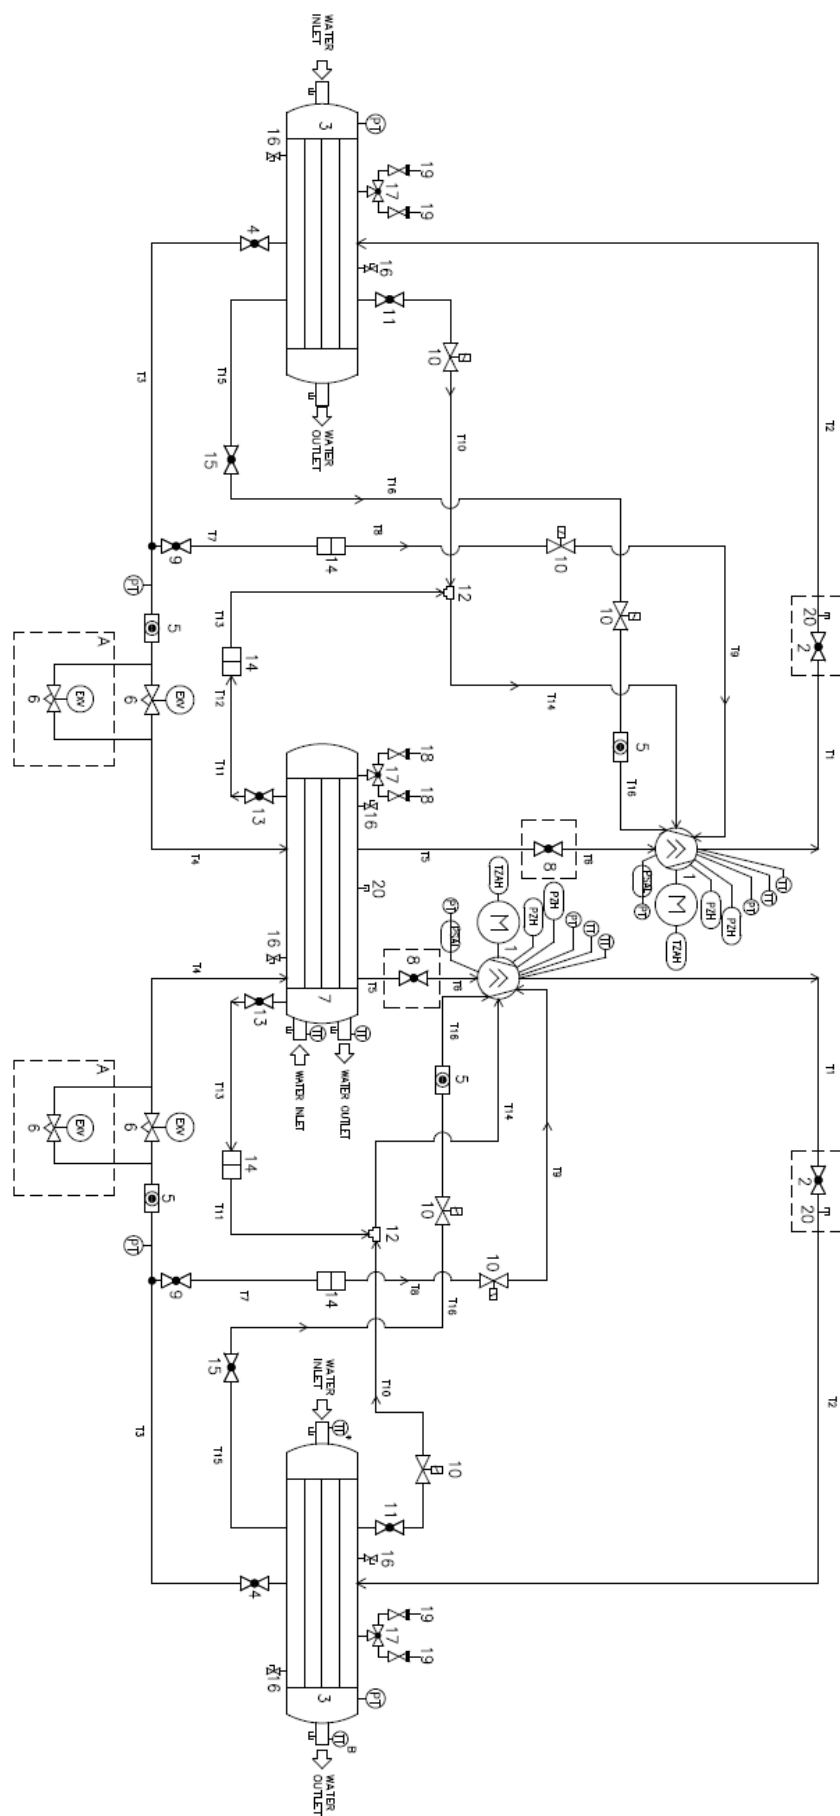 WATER
INLET
3
PT
16
17
19
19
4
16
11
10
WATER
OUTLET
T3
T15
T10
T2
15
T16
T7
T8
9
14
10
12
10
PT
T13
T9
20
2
5
14
T12
T14
A
6
EXV
6
EXV
5
T16
T11
18
17
18
13
16
T4
T5
8
T6
T1
1
M
TZAH
PSAL
PT
PZH
PZH
PT
TT
TT
20
TZAH
M
1
PT
PSAL
PZH
PZH
PT
TT
TT
16
T4
T5
8
T6
7
13
TT
TT
WATER INLET
WATER OUTLET
T16
T1
A
6
EXV
6
EXV
T13
5
T14
5
14
T9
2
20
T11
10
12
PT
9
T7
14
T8
10
T16
15
WATER
INLET
T10
T3
T15
TT
*
10
T2
11
16
4
19
17
19
16
3
PT
TT
B
WATER
OUTLET